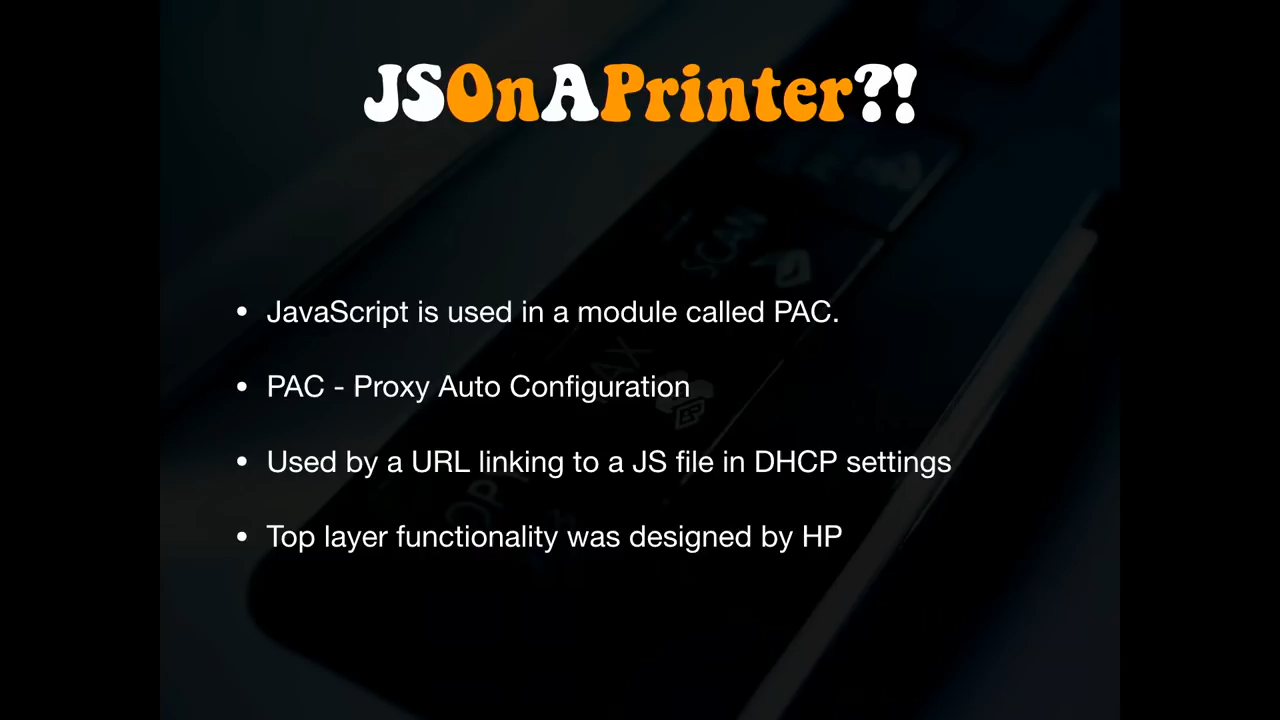 JSOnAPrinter?!
SCAN
• JavaScript is used in a module called PAC.
• PAC - Proxy Auto Configuration
• Used by a URL linking to a JS file in DHCP settings
• Top layer functionality was designed by HP